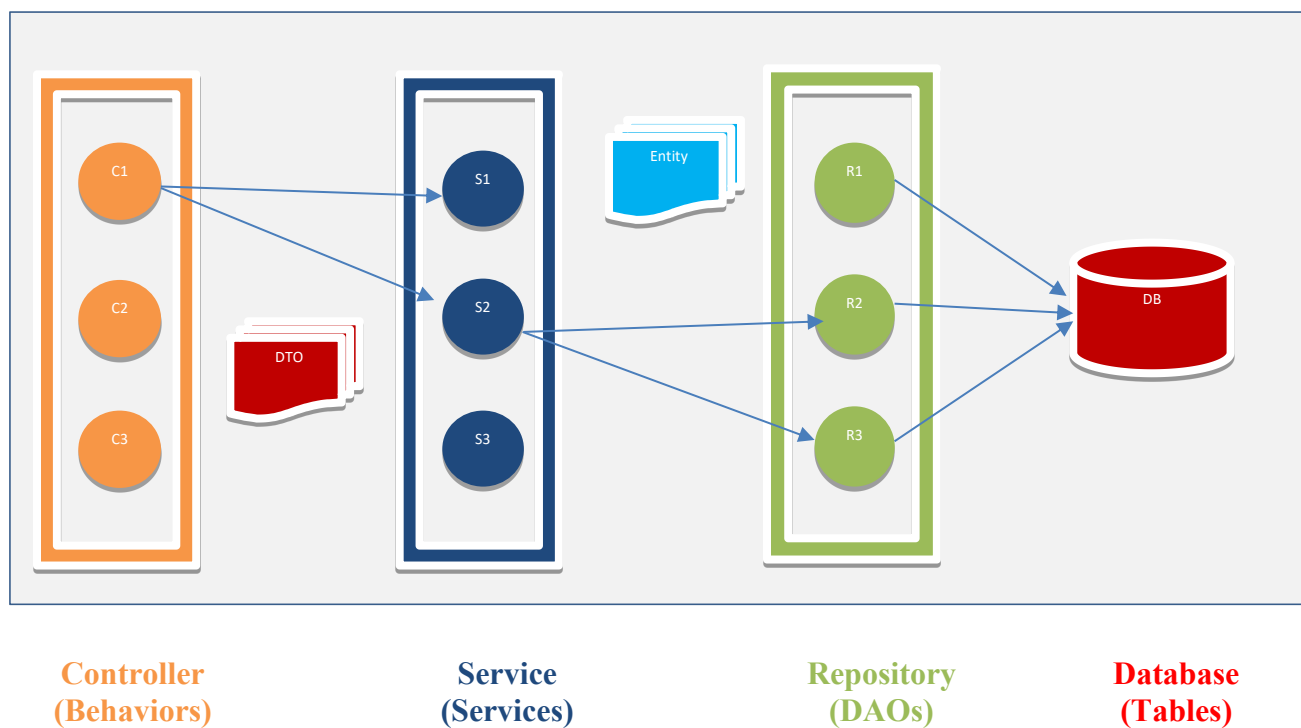 C1
C2
C3
DTO
S1
S2
S3
Entity
R1
R2
R3
DB
Controller
(Behaviors)
Service
(Services)
Repository
(DAOs)
Database
(Tables)